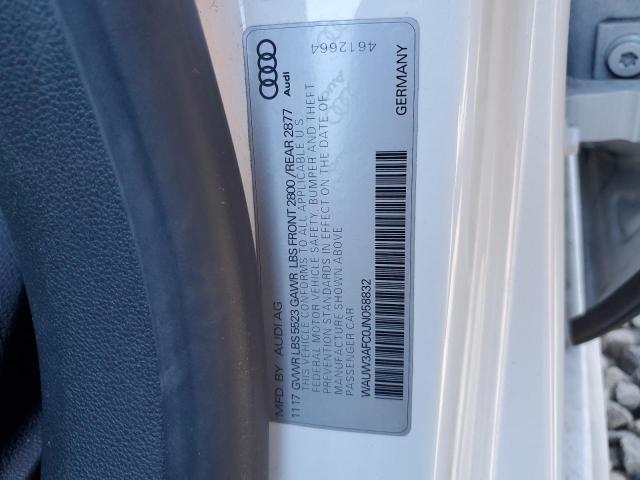 4612664
Audi
GERMANY
MFD. BY AUDI AG
11 17 GVWR LBS 5523 GAWR LBS FRONT 2800 / REAR 2877
THIS VEHICLE CONFORMS TO ALL APPLICABLE U S
FEDERAL MOTOR VEHICLE SAFETY, BUMPER AND THEFT
PREVENTION STANDARDS IN EFFECT ON THE DATE OF
MANUFACTURE SHOWN ABOVE
PASSENGER CAR
WAUW3AFC0JN058832